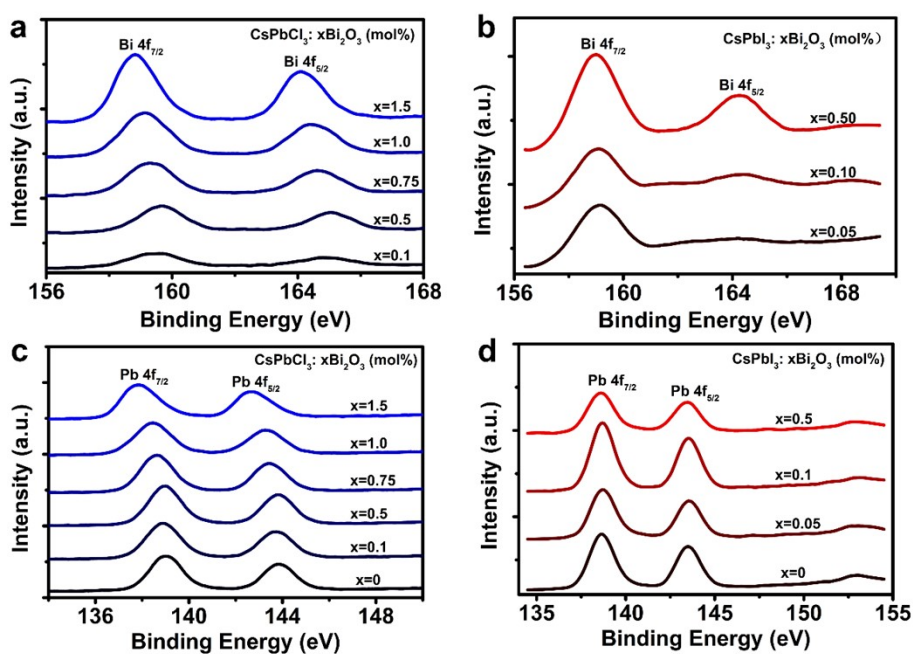 a
CsPbCl₃: xBi₂O₃ (mol%)
Bi 4f₇/₂
Bi 4f₅/₂
x=1.5
x=1.0
x=0.75
x=0.5
x=0.1
Intensity (a.u.)
156 160 164 168
Binding Energy (eV)
b
CsPbI₃: xBi₂O₃ (mol%)
Bi 4f₇/₂
Bi 4f₅/₂
x=0.50
x=0.10
x=0.05
Intensity (a.u.)
156 160 164 168
Binding Energy (eV)
c
CsPbCl₃: xBi₂O₃ (mol%)
Pb 4f₇/₂
Pb 4f₅/₂
x=1.5
x=1.0
x=0.75
x=0.5
x=0.1
x=0
Intensity (a.u.)
136 140 144 148
Binding Energy (eV)
d
CsPbI₃: xBi₂O₃ (mol%)
Pb 4f₇/₂
Pb 4f₅/₂
x=0.5
x=0.1
x=0.05
x=0
Intensity (a.u.)
135 140 145 150 155
Binding Energy (eV)